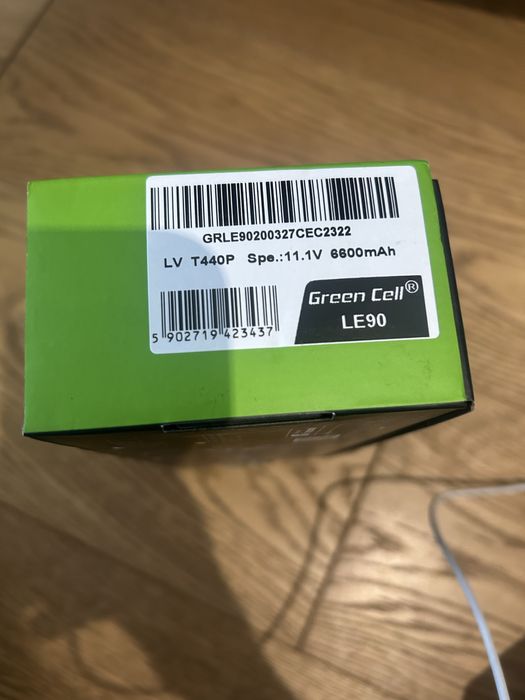 GRLE90200327CEC2322
LV T440P Spe.:11.1V 6600mAh
Green Cell®
LE90
5 902719 423437